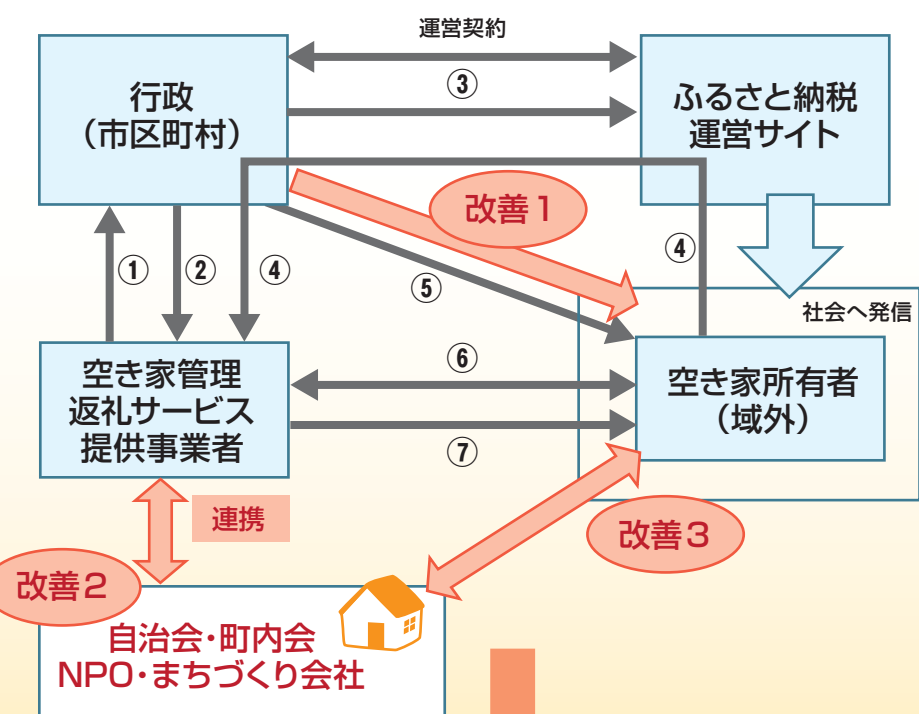 運営契約
行政
（市区町村）
③
ふるさと納税
運営サイト
改善1
①
②
④
⑤
④
社会へ発信
空き家管理
返礼サービス
提供事業者
⑥
⑦
空き家所有者
（域外）
連携
改善3
改善2
自治会・町内会
NPO・まちづくり会社